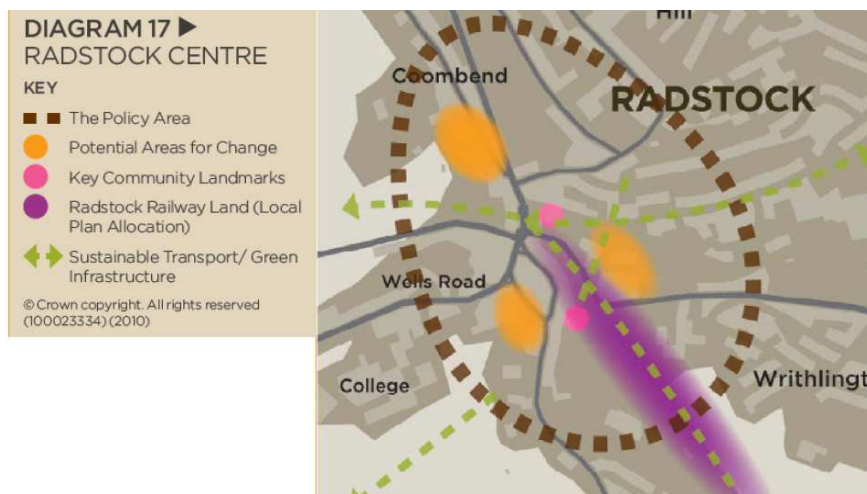 DIAGRAM 17 ▶
RADSTOCK CENTRE
KEY
The Policy Area
Potential Areas for Change
Key Community Landmarks
Radstock Railway Land (Local
Plan Allocation)
Sustainable Transport/ Green
Infrastructure
© Crown copyright. All rights reserved
(100023334) (2010)
Hill
Coombend
RADSTOCK
Wells Road
College
Writhlingt